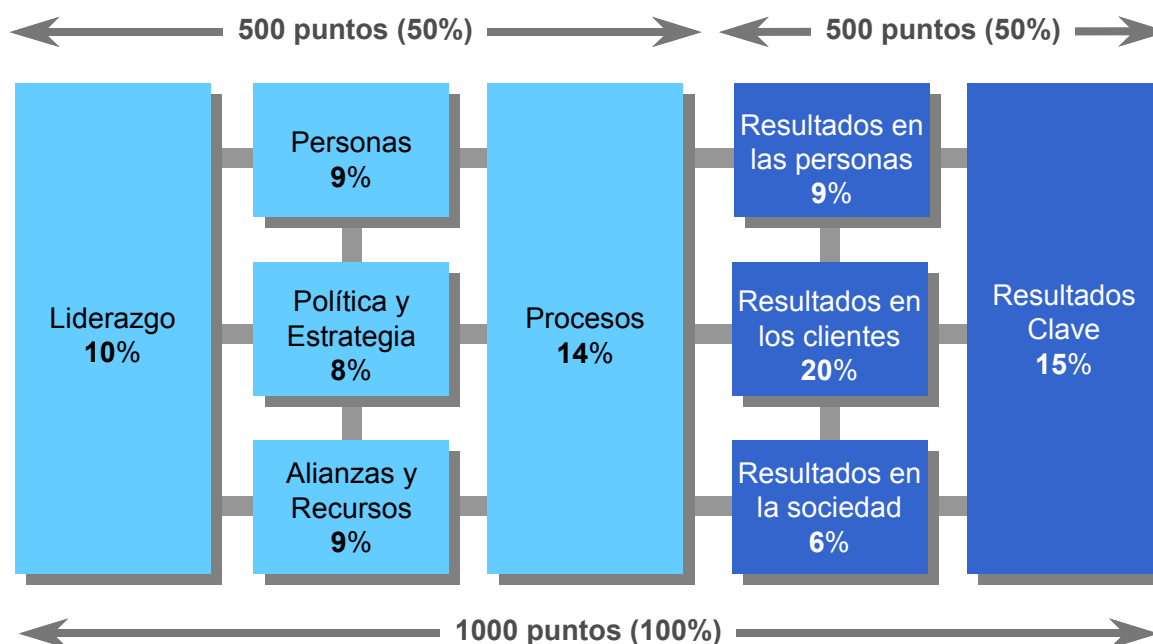 500 puntos (50%)
500 puntos (50%)
Liderazgo
10%
Personas
9%
Política y
Estrategia
8%
Alianzas y
Recursos
9%
Procesos
14%
Resultados en
las personas
9%
Resultados en
los clientes
20%
Resultados en
la sociedad
6%
Resultados
Clave
15%
1000 puntos (100%)